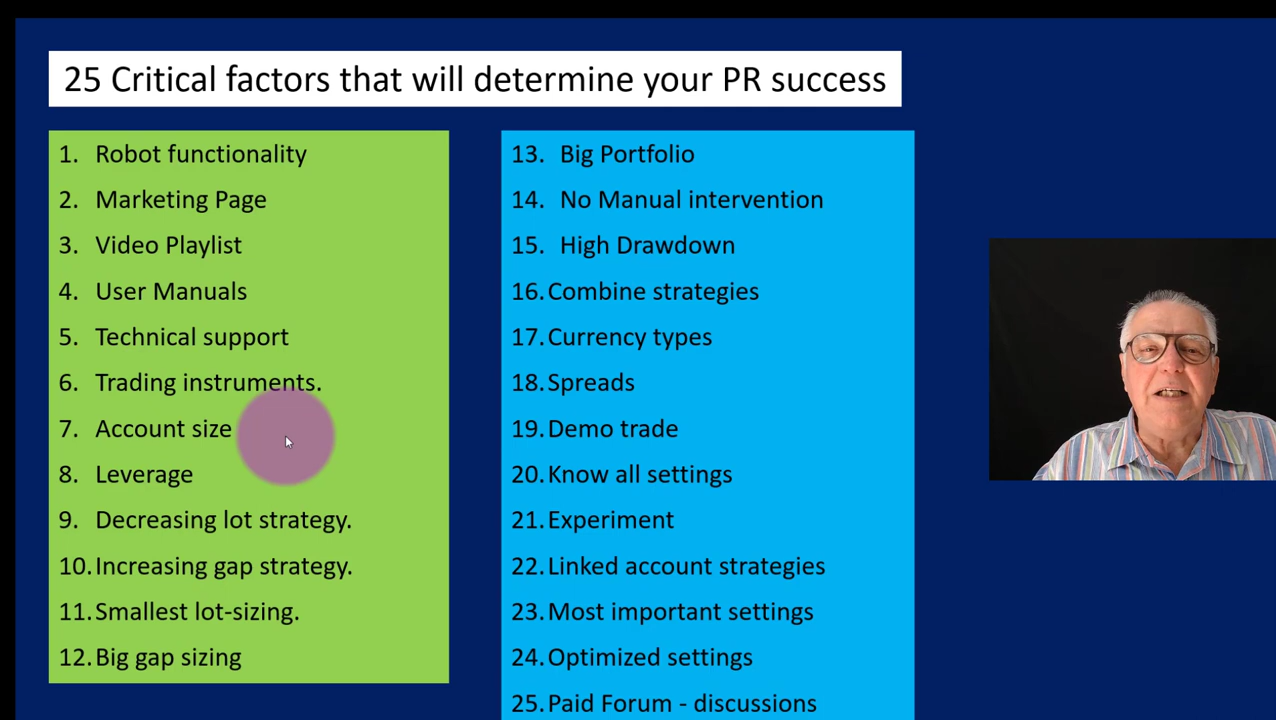 25 Critical factors that will determine your PR success
1. Robot functionality
2. Marketing Page
3. Video Playlist
4. User Manuals
5. Technical support
6. Trading instruments.
7. Account size
8. Leverage
9. Decreasing lot strategy.
10. Increasing gap strategy.
11. Smallest lot-sizing.
12. Big gap sizing
13. Big Portfolio
14. No Manual intervention
15. High Drawdown
16. Combine strategies
17. Currency types
18. Spreads
19. Demo trade
20. Know all settings
21. Experiment
22. Linked account strategies
23. Most important settings
24. Optimized settings
25. Paid Forum - discussions